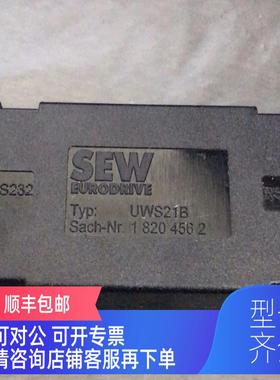 S232
SEW
EURODRIVE
Typ: UWS21B
Sach-Nr. 1 820 456 2
顺丰包邮
可对公 可开专票
请咨询店铺客服再下单
型
齐